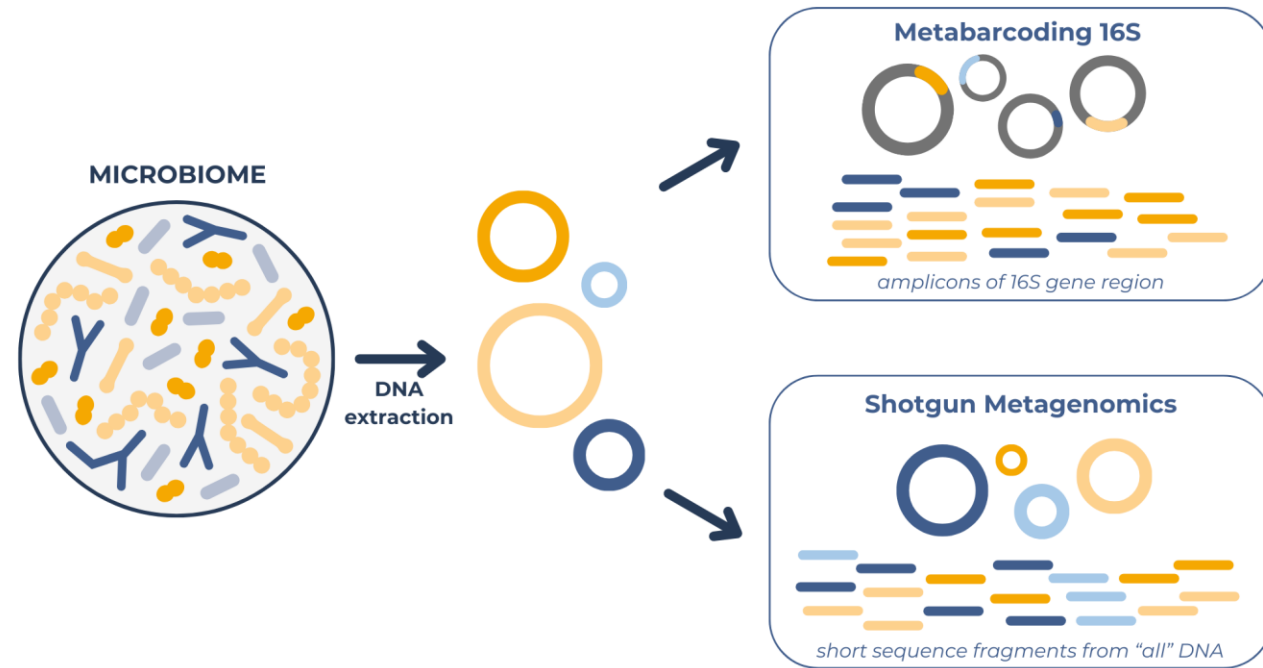 MICROBIOME
DNA
extraction
Metabarcoding 16S
amplicons of 16S gene region
Shotgun Metagenomics
short sequence fragments from “all” DNA